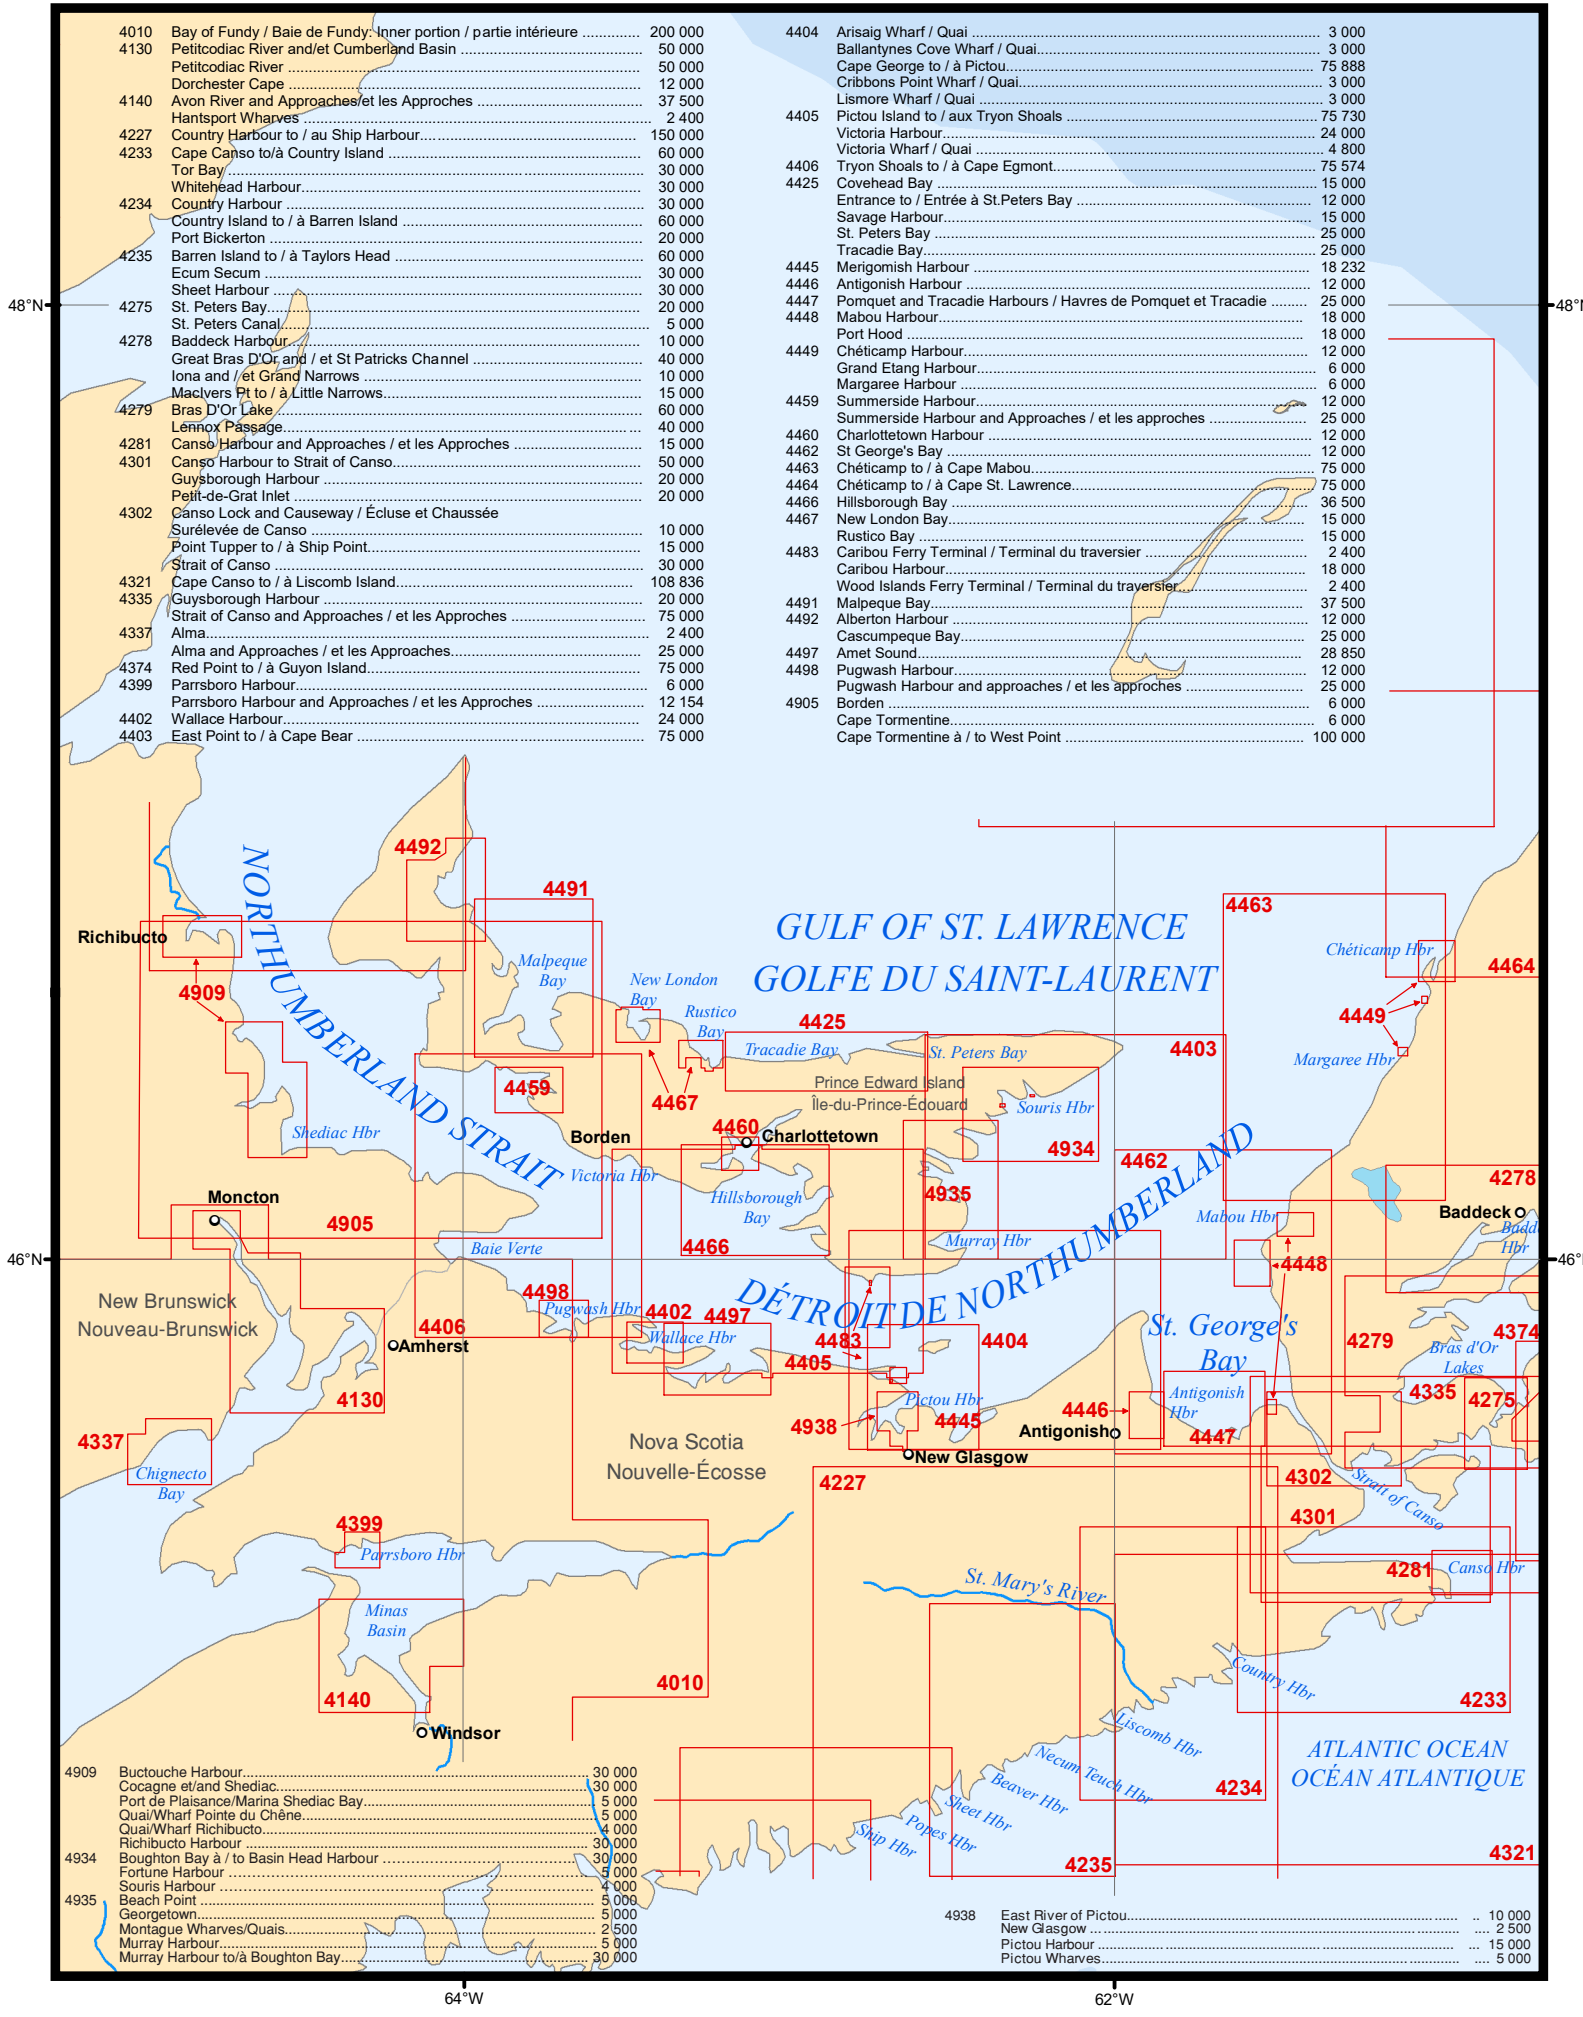 4010 Bay of Fundy / Baie de Fundy: Inner portion / partie intérieure .............. 200 000
4130 Petitcodiac River and/et Cumberland Basin .............. 50 000
Petitcodiac River .............. 50 000
Dorchester Cape .............. 12 000
4140 Avon River and Approaches/et les Approches .............. 37 500
Hantsport Wharves .............. 2 400
4227 Country Harbour to / au Ship Harbour.............. 150 000
4233 Cape Canso to/à Country Island .............. 60 000
Tor Bay .............. 30 000
Whitehead Harbour.............. 30 000
4234 Country Harbour .............. 30 000
Country Island to / à Barren Island .............. 60 000
Port Bickerton .............. 20 000
4235 Barren Island to / à Taylors Head .............. 60 000
Ecum Secum .............. 30 000
Sheet Harbour .............. 30 000
4275 St. Peters Bay.............. 20 000
St. Peters Canal.............. 5 000
4278 Baddeck Harbour .............. 10 000
Great Bras D'Or and / et St Patricks Channel .............. 40 000
Iona and / et Grand Narrows .............. 10 000
MacIvers Pt to / à Little Narrows.............. 15 000
4279 Bras D'Or Lake .............. 60 000
Lennox Passage.............. 40 000
4281 Canso Harbour and Approaches / et les Approches .............. 15 000
4301 Canso Harbour to Strait of Canso.............. 50 000
Guysborough Harbour .............. 20 000
Petit-de-Grat Inlet .............. 20 000
4302 Canso Lock and Causeway / Écluse et Chaussée
Surélevée de Canso .............. 10 000
Point Tupper to / à Ship Point.............. 15 000
Strait of Canso .............. 30 000
4321 Cape Canso to / à Liscomb Island.............. 108 836
4335 Guysborough Harbour .............. 20 000
Strait of Canso and Approaches / et les Approches .............. 75 000
4337 Alma.............. 2 400
Alma and Approaches / et les Approaches.............. 25 000
4374 Red Point to / à Guyon Island.............. 75 000
4399 Parrsboro Harbour.............. 6 000
Parrsboro Harbour and Approaches / et les Approches .............. 12 154
4402 Wallace Harbour.............. 24 000
4403 East Point to / à Cape Bear .............. 75 000
4404 Arisaig Wharf / Quai .............. 3 000
Ballantynes Cove Wharf / Quai.............. 3 000
Cape George to / à Pictou.............. 75 888
Cribbons Point Wharf / Quai.............. 3 000
Lismore Wharf / Quai .............. 3 000
4405 Pictou Island to / aux Tryon Shoals .............. 75 730
Victoria Harbour.............. 24 000
Victoria Wharf / Quai .............. 4 800
4406 Tryon Shoals to / à Cape Egmont.............. 75 574
4425 Covehead Bay .............. 15 000
Entrance to / Entrée à St.Peters Bay .............. 12 000
Savage Harbour.............. 15 000
St. Peters Bay .............. 25 000
Tracadie Bay.............. 25 000
4445 Merigomish Harbour .............. 18 232
4446 Antigonish Harbour .............. 12 000
4447 Pomquet and Tracadie Harbours / Havres de Pomquet et Tracadie ......... 25 000
4448 Mabou Harbour.............. 18 000
Port Hood .............. 18 000
4449 Chéticamp Harbour.............. 12 000
Grand Etang Harbour.............. 6 000
Margaree Harbour .............. 6 000
4459 Summerside Harbour.............. 12 000
Summerside Harbour and Approaches / et les approches .............. 25 000
4460 Charlottetown Harbour .............. 12 000
4462 St George's Bay .............. 12 000
4463 Chéticamp to / à Cape Mabou.............. 75 000
4464 Chéticamp to / à Cape St. Lawrence.............. 75 000
4466 Hillsborough Bay .............. 36 500
4467 New London Bay.............. 15 000
Rustico Bay .............. 15 000
4483 Caribou Ferry Terminal / Terminal du traversier .............. 2 400
Caribou Harbour.............. 18 000
Wood Islands Ferry Terminal / Terminal du traversier .............. 2 400
4491 Malpeque Bay.............. 37 500
4492 Alberton Harbour .............. 12 000
Cascumpeque Bay.............. 25 000
4497 Amet Sound.............. 28 850
4498 Pugwash Harbour.............. 12 000
Pugwash Harbour and approaches / et les approches .............. 25 000
4905 Borden .............. 6 000
Cape Tormentine.............. 6 000
Cape Tormentine à / to West Point .............. 100 000
48°N
48°N
4492
4491
4463
NORTHUMBERLAND STRAIT
GULF OF ST. LAWRENCE
GOLFE DU SAINT-LAURENT
Richibucto
Chéticamp Hbr
4464
Malpeque
Bay
New London
Bay
4909
Rustico
Bay
4425
4449
Tracadie Bay
St. Peters Bay
4403
Margaree Hbr
Prince Edward Island
Île-du-Prince-Édouard
4459
4467
Souris Hbr
Shediac Hbr
Borden
4460
Charlottetown
4934
4462
Victoria Hbr
4278
Moncton
Hillsborough
Bay
4935
Mabou Hbr
Baddeck
4905
Hbr
Baie Verte
4466
Murray Hbr
46°N
46°N
4448
DÉTROIT DE NORTHUMBERLAND
New Brunswick
Nouveau-Brunswick
4498
Pugwash Hbr
4402
4497
4406
Wallace Hbr
4483
4404
St. George's
Bay
4279
4374
Amherst
4405
Bras d'Or
Lakes
4130
Pictou Hbr
Antigonish
Hbr
4335
4275
4938
4445
4446
Antigonish
4447
4337
Nova Scotia
Nouvelle-Écosse
New Glasgow
Chignecto
Bay
4227
4302
Strait of Canso
4399
4301
Parrsboro Hbr
4281
Canso Hbr
St. Mary's River
Minas
Basin
4010
4140
Country Hbr
4233
Windsor
Liscomb Hbr
ATLANTIC OCEAN
OCÉAN ATLANTIQUE
Necum Teuch Hbr
Beaver Hbr
4234
Sheet Hbr
Popes Hbr
Ship Hbr
4235
4321
4909 Buctouche Harbour.............. 30 000
Cocagne et/and Shediac.............. 30 000
Port de Plaisance/Marina Shediac Bay.............. 5 000
Quai/Wharf Pointe du Chêne.............. 5 000
Quai/Wharf Richibucto.............. 4 000
Richibucto Harbour .............. 30 000
4934 Boughton Bay à / to Basin Head Harbour .............. 30 000
Fortune Harbour .............. 5 000
Souris Harbour .............. 4 000
4935 Beach Point .............. 5 000
Georgetown.............. 5 000
Montague Wharves/Quais.............. 2 500
Murray Harbour.............. 5 000
Murray Harbour to/à Boughton Bay.............. 30 000
4938 East River of Pictou.............. 10 000
New Glasgow .............. 2 500
Pictou Harbour .............. 15 000
Pictou Wharves.............. 5 000
64°W
62°W